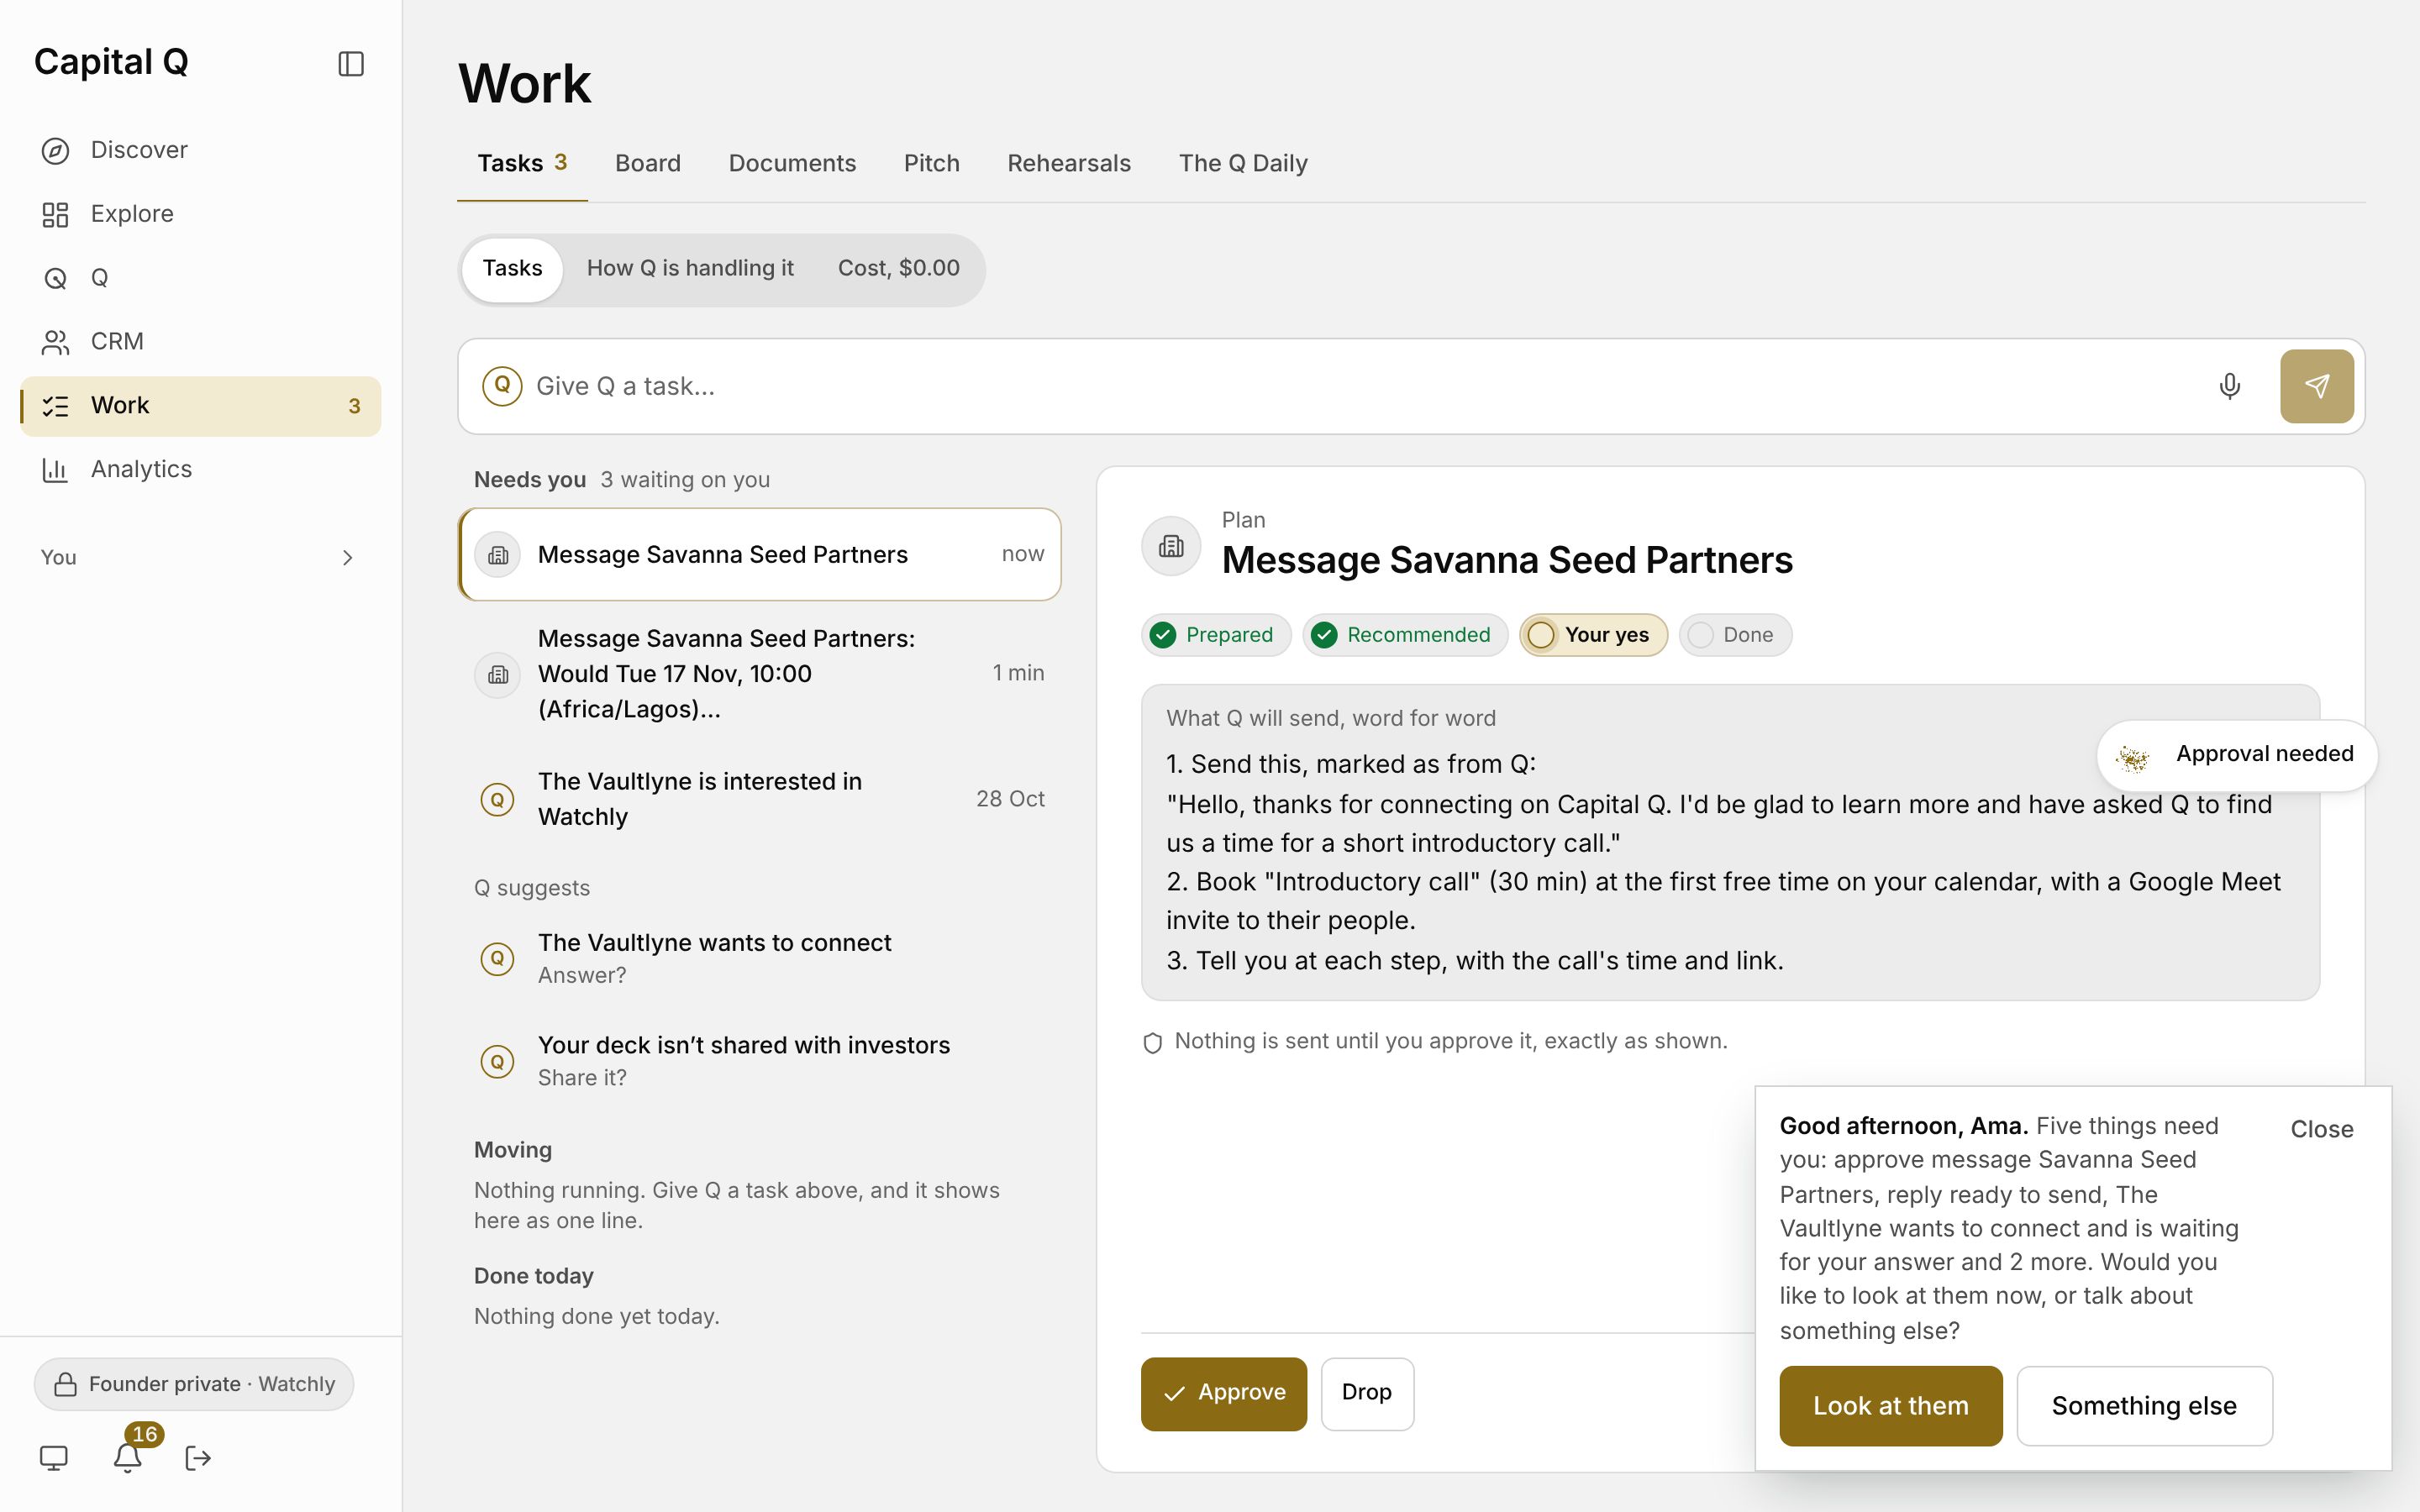 Capital Q
Discover
Explore
Q
CRM
Work 3
Analytics
You
Founder private · Watchly
16
Work
Tasks 3
Board
Documents
Pitch
Rehearsals
The Q Daily
Tasks
How Q is handling it
Cost, $0.00
Q Give Q a task...
Needs you 3 waiting on you
Message Savanna Seed Partners now
Message Savanna Seed Partners:
Would Tue 17 Nov, 10:00 1 min
(Africa/Lagos)...
Q The Vaultlyne is interested in 28 Oct
Watchly
Q suggests
Q The Vaultlyne wants to connect
Answer?
Q Your deck isn’t shared with investors
Share it?
Moving
Nothing running. Give Q a task above, and it shows
here as one line.
Done today
Nothing done yet today.
Plan
Message Savanna Seed Partners
Prepared
Recommended
Your yes
Done
What Q will send, word for word
Approval needed
1. Send this, marked as from Q:
"Hello, thanks for connecting on Capital Q. I'd be glad to learn more and have asked Q to find
us a time for a short introductory call."
2. Book "Introductory call" (30 min) at the first free time on your calendar, with a Google Meet
invite to their people.
3. Tell you at each step, with the call's time and link.
Nothing is sent until you approve it, exactly as shown.
Approve
Drop
Good afternoon, Ama. Five things need Close
you: approve message Savanna Seed
Partners, reply ready to send, The
Vaultlyne wants to connect and is waiting
for your answer and 2 more. Would you
like to look at them now, or talk about
something else?
Look at them
Something else